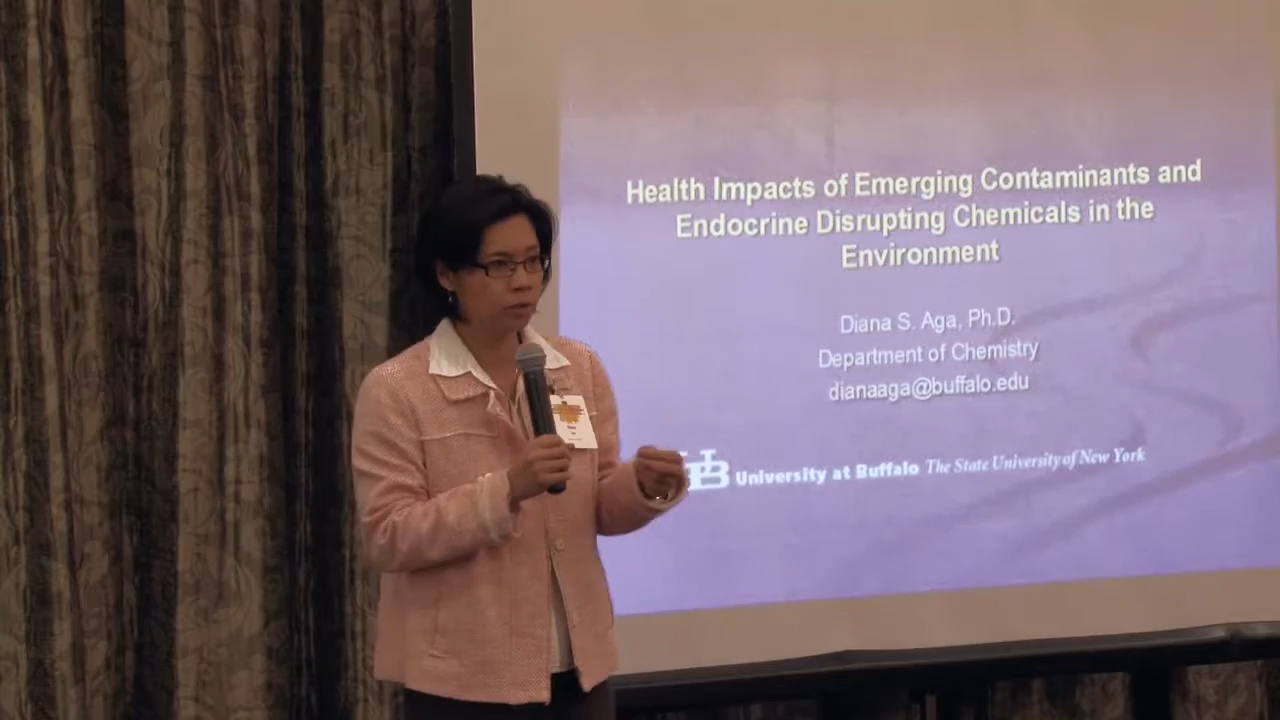 Health Impacts of Emerging Contaminants and
Endocrine Disrupting Chemicals in the
Environment
Diana S. Aga, Ph.D.
Department of Chemistry
dianaaga@buffalo.edu
UB University at Buffalo The State University of New York